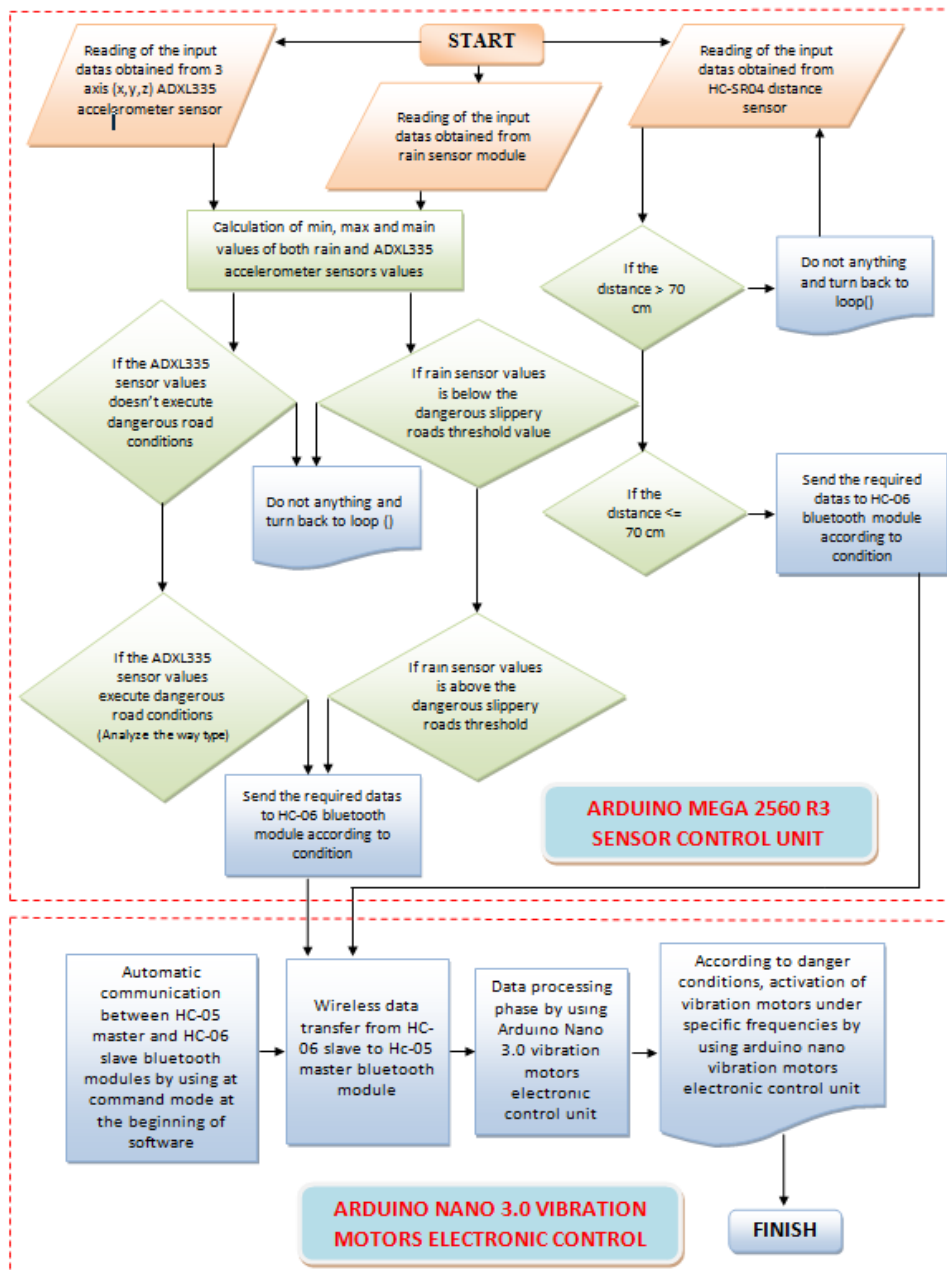 START
Reading of the input
datas obtained from 3
axis (x,y,z) ADXL335
accelerometer sensor
Reading of the input
datas obtained from
rain sensor module
Reading of the input
datas obtained from
HC-SR04 dıstance
sensor
Calculation of min, max and main
values of both rain and ADXL335
accelerometer sensors values
If the
dıstance > 70
cm
Do not anything
and turn back to
loop()
If the ADXL335
sensor values
doesn't execute
dangerous road
conditions
If rain sensor values
is below the
dangerous slippery
roads threshold value
Do not anything and
turn back to loop ()
If the
dıstance <=
70 cm
Send the required
datas to HC-06
bluetooth module
according to
condition
If the ADXL335
sensor values
execute dangerous
road conditions
(Analyze the way type)
If raın sensor values
is above the
dangerous slippery
roads threshold
Send the required datas
to HC-06 bluetooth
module according to
condition
ARDUINO MEGA 2560 R3
SENSOR CONTROL UNIT
Automatic
communication
between HC-05
master and HC-06
slave bluetooth
modules by using at
command mode at
the beginning of
software
Wireless data
transfer from HC-
06 slave to Hc-05
master bluetooth
module
Data processing
phase by using
Arduıno Nano
3.0 vibration
motors
electronıc
control unit
According to danger
conditions, activation of
vibration motors under
specific frequencies by
using arduino nano
vibration motors
electronic control unit
FINISH
ARDUINO NANO 3.0 VIBRATION
MOTORS ELECTRONIC CONTROL